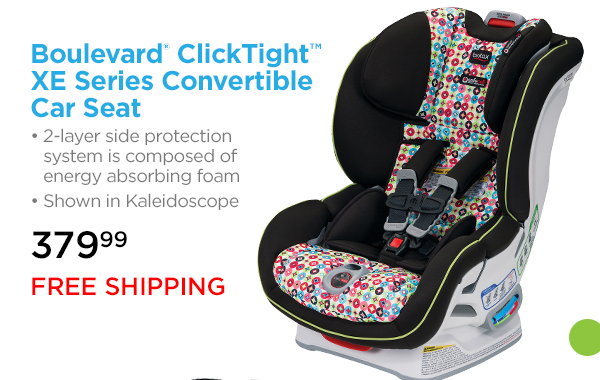 Boulevard® ClickTight™
XE Series Convertible
Car Seat
• 2-layer side protection
system is composed of
energy absorbing foam
• Shown in Kaleidoscope
379⁹⁹
FREE SHIPPING